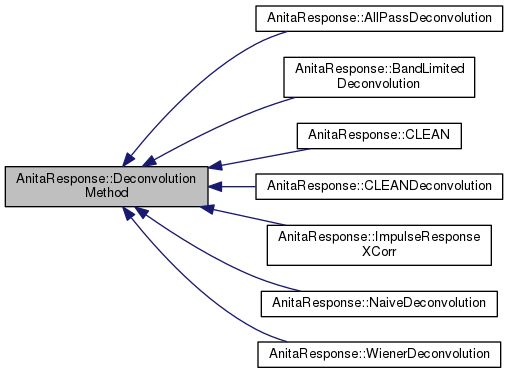 AnitaResponse::AllPassDeconvolution
AnitaResponse::BandLimited
Deconvolution
AnitaResponse::CLEAN
AnitaResponse::Deconvolution
Method
AnitaResponse::CLEANDeconvolution
AnitaResponse::ImpulseResponse
XCorr
AnitaResponse::NaiveDeconvolution
AnitaResponse::WienerDeconvolution